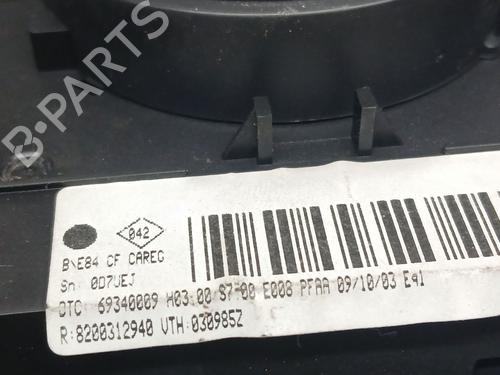 B-PARTS
042
B\E84 CF CAREG
Sn: 0D7UEJ
DTC: 69340009 H03:00 S7-00 E008 PFAA 09/10/03 Eq1
R:8200312940 VTH:030985Z